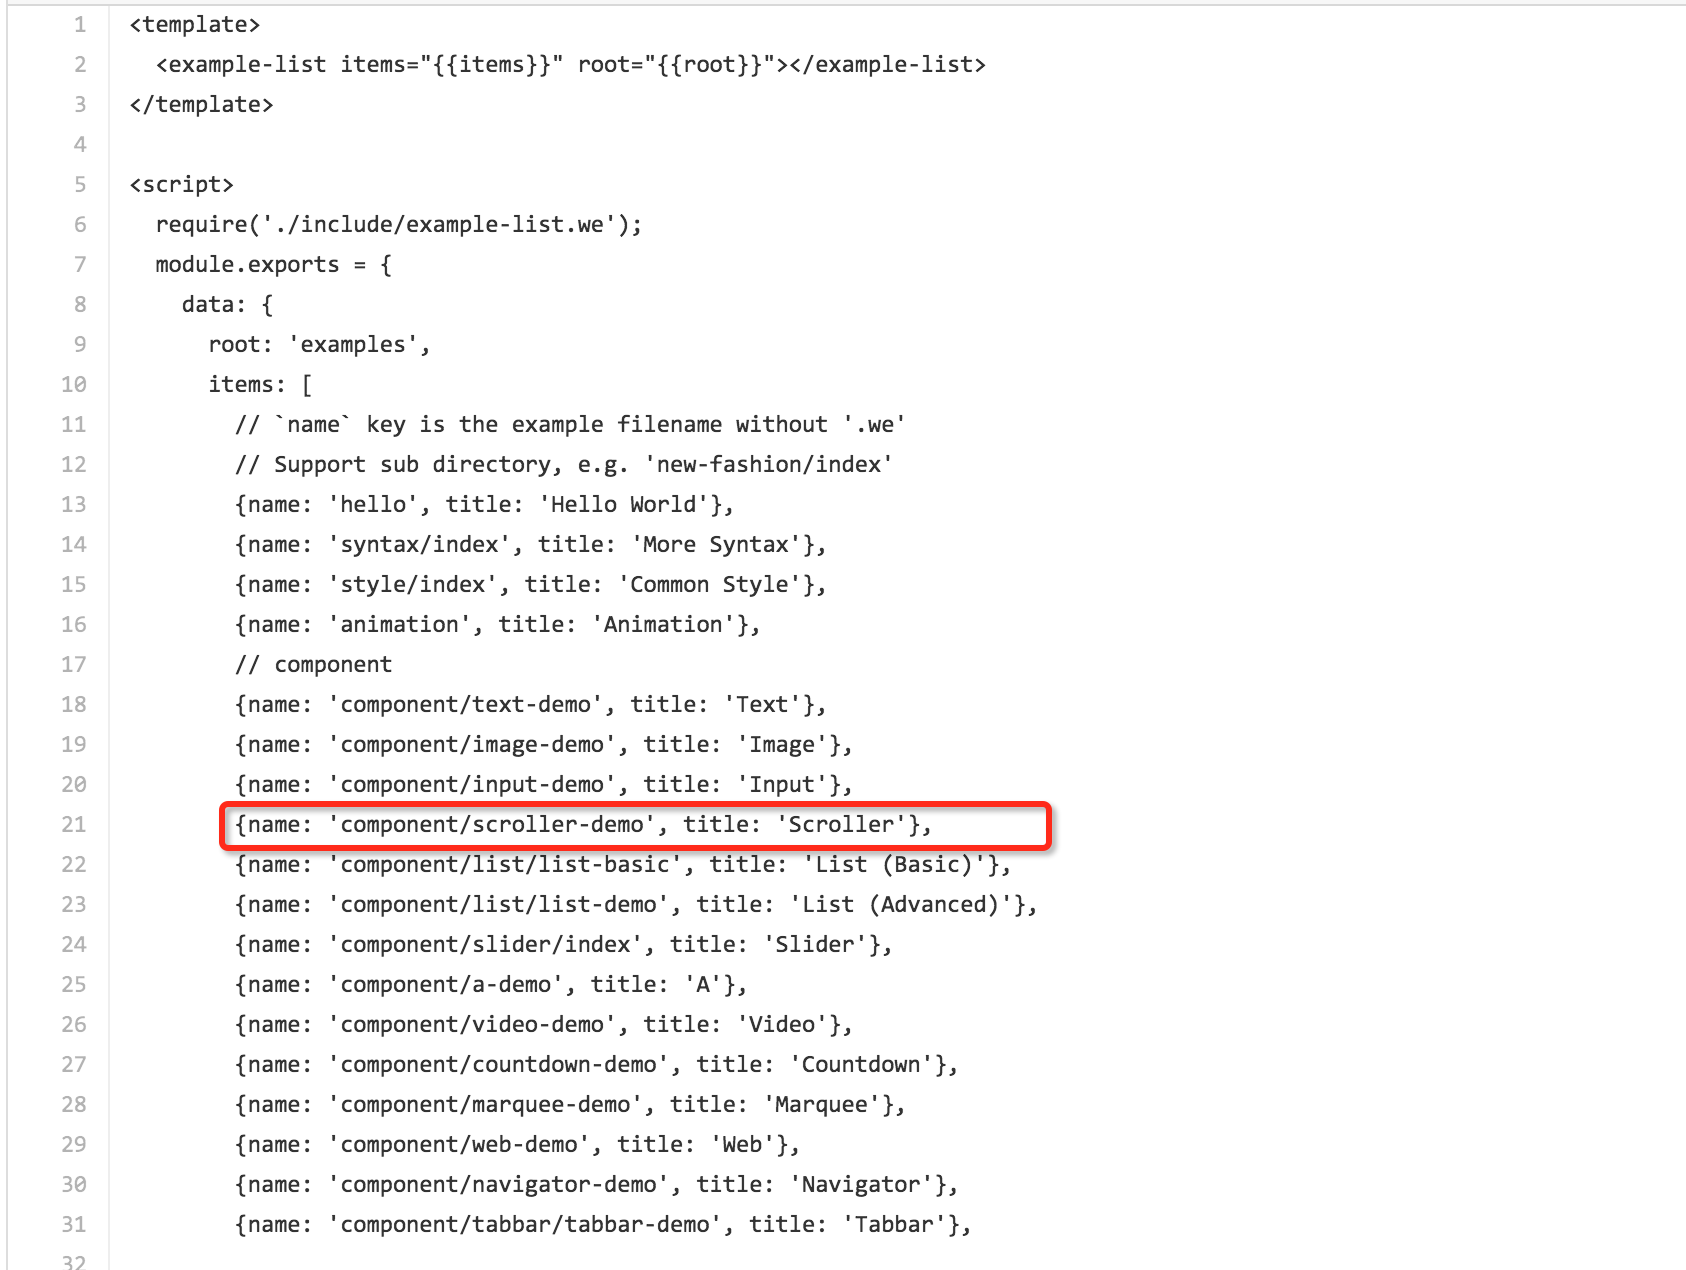 1 <template>
2   <example-list items="{{items}}" root="{{root}}"></example-list>
3 </template>
4
5 <script>
6   require('./include/example-list.we');
7   module.exports = {
8     data: {
9       root: 'examples',
10       items: [
11         // `name` key is the example filename without '.we'
12         // Support sub directory, e.g. 'new-fashion/index'
13         {name: 'hello', title: 'Hello World'},
14         {name: 'syntax/index', title: 'More Syntax'},
15         {name: 'style/index', title: 'Common Style'},
16         {name: 'animation', title: 'Animation'},
17         // component
18         {name: 'component/text-demo', title: 'Text'},
19         {name: 'component/image-demo', title: 'Image'},
20         {name: 'component/input-demo', title: 'Input'},
21         {name: 'component/scroller-demo', title: 'Scroller'},
22         {name: 'component/list/list-basic', title: 'List (Basic)'},
23         {name: 'component/list/list-demo', title: 'List (Advanced)'},
24         {name: 'component/slider/index', title: 'Slider'},
25         {name: 'component/a-demo', title: 'A'},
26         {name: 'component/video-demo', title: 'Video'},
27         {name: 'component/countdown-demo', title: 'Countdown'},
28         {name: 'component/marquee-demo', title: 'Marquee'},
29         {name: 'component/web-demo', title: 'Web'},
30         {name: 'component/navigator-demo', title: 'Navigator'},
31         {name: 'component/tabbar/tabbar-demo', title: 'Tabbar'},
32